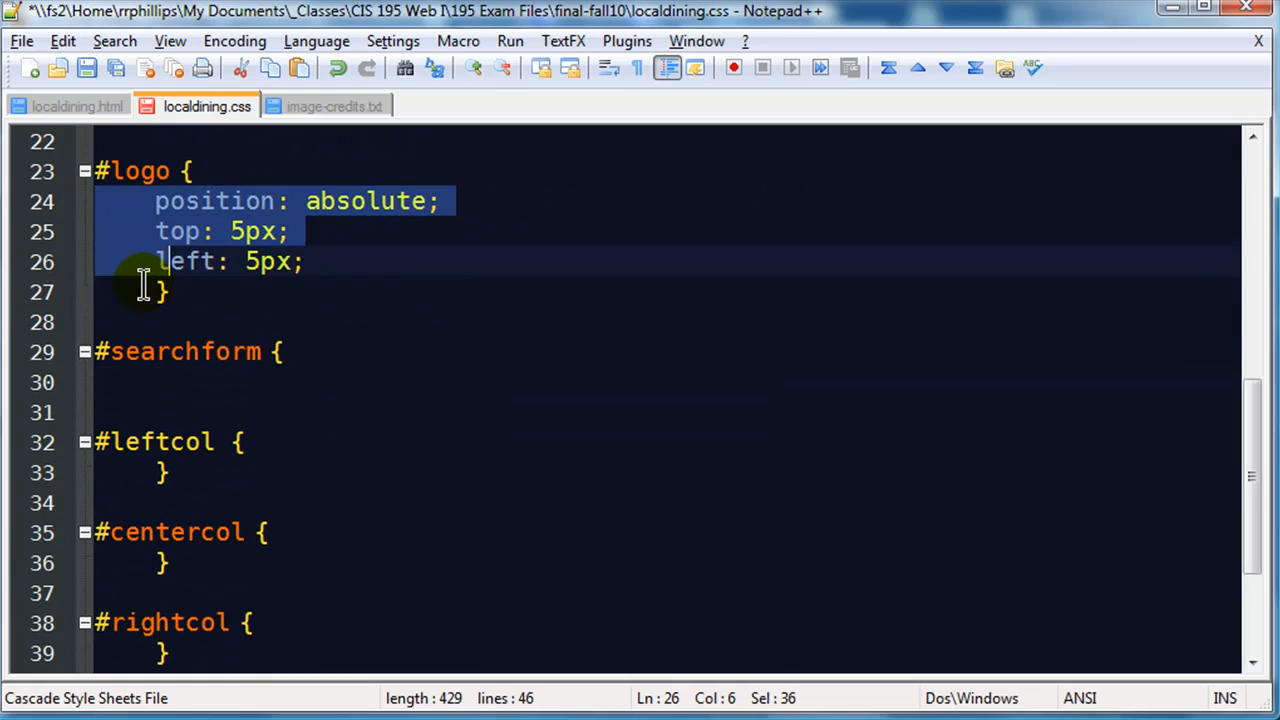 *\\fs2\Home\rrphillips\My Documents\_Classes\CIS 195 Web I\195 Exam Files\final-fall10\localdining.css - Notepad++
File Edit Search View Encoding Language Settings Macro Run TextFX Plugins Window ? X
localdining.html localdining.css image-credits.txt
22
23 #logo {
24 position: absolute;
25 top: 5px;
26 left: 5px;
27 }
28
29 #searchform {
30
31
32 #leftcol {
33 }
34
35 #centercol {
36 }
37
38 #rightcol {
39 }
Cascade Style Sheets File length : 429 lines : 46 Ln : 26 Col : 6 Sel : 36 Dos\Windows ANSI INS